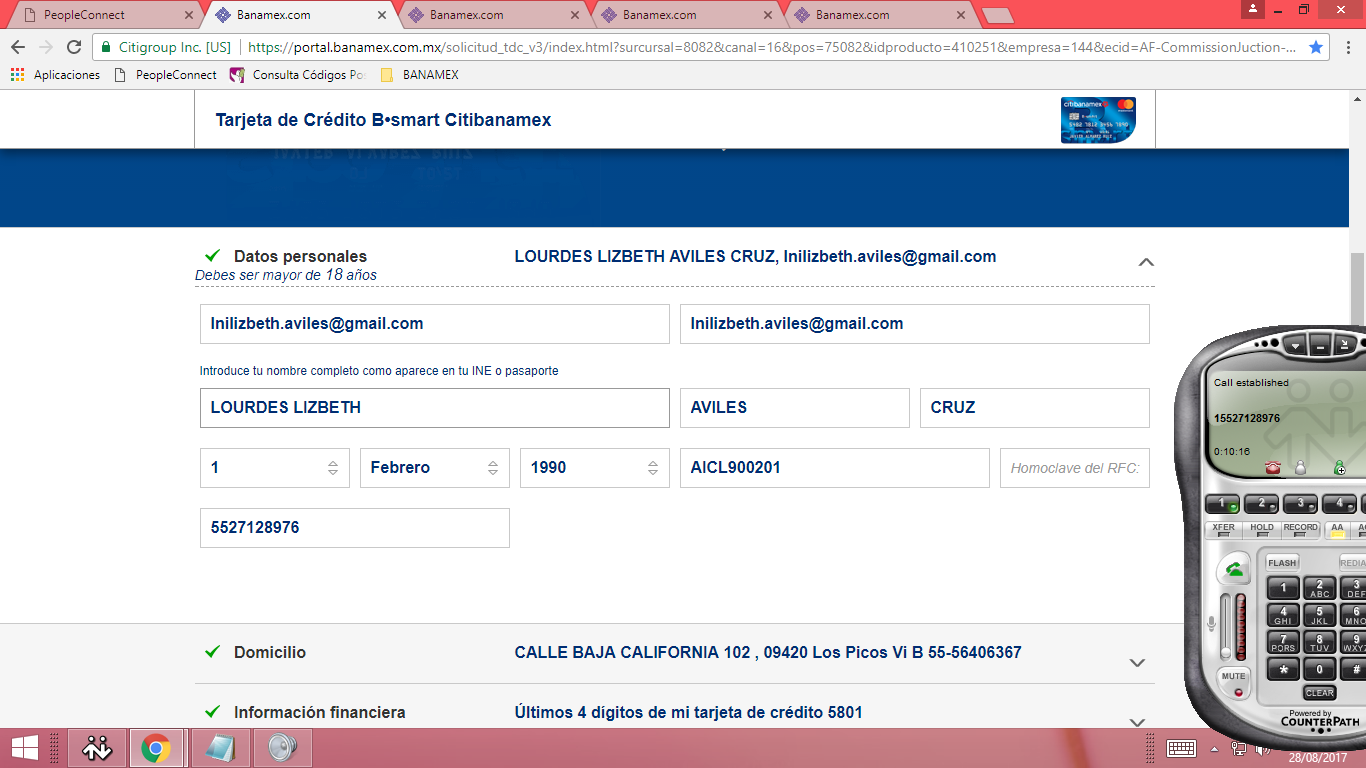 PeopleConnect
Banamex.com
Banamex.com
Banamex.com
Banamex.com
Citigroup Inc. [US]
https://portal.banamex.com.mx/solicitud_tdc_v3/index.html?surcursal=8082&canal=16&pos=75082&idproducto=410251&empresa=144&ecid=AF-CommissionJuction-...
Aplicaciones
PeopleConnect
Consulta Códigos Po
BANAMEX
Tarjeta de Crédito B•smart Citibanamex
citibanamex
Datos personales
LOURDES LIZBETH AVILES CRUZ, Inilizbeth.aviles@gmail.com
Debes ser mayor de 18 años
Inilizbeth.aviles@gmail.com
Inilizbeth.aviles@gmail.com
Introduce tu nombre completo como aparece en tu INE o pasaporte
LOURDES LIZBETH
AVILES
CRUZ
1
Febrero
1990
AICL900201
Homoclave del RFC:
5527128976
Domicilio
CALLE BAJA CALIFORNIA 102 , 09420 Los Picos Vi B 55-56406367
Información financiera
Últimos 4 dígitos de mi tarjeta de crédito 5801
Call established
15527128976
0:10:16
1
2
3
4
XFER
HOLD
RECORD
AA
FLASH
REDIA
1
2 ABC
3 DEF
4 GHI
5 JKL
6 MNO
7 PQRS
8 TUV
9 WXY
*
0
#
MUTE
CLEAR
Powered by
COUNTERPATH
28/08/2017